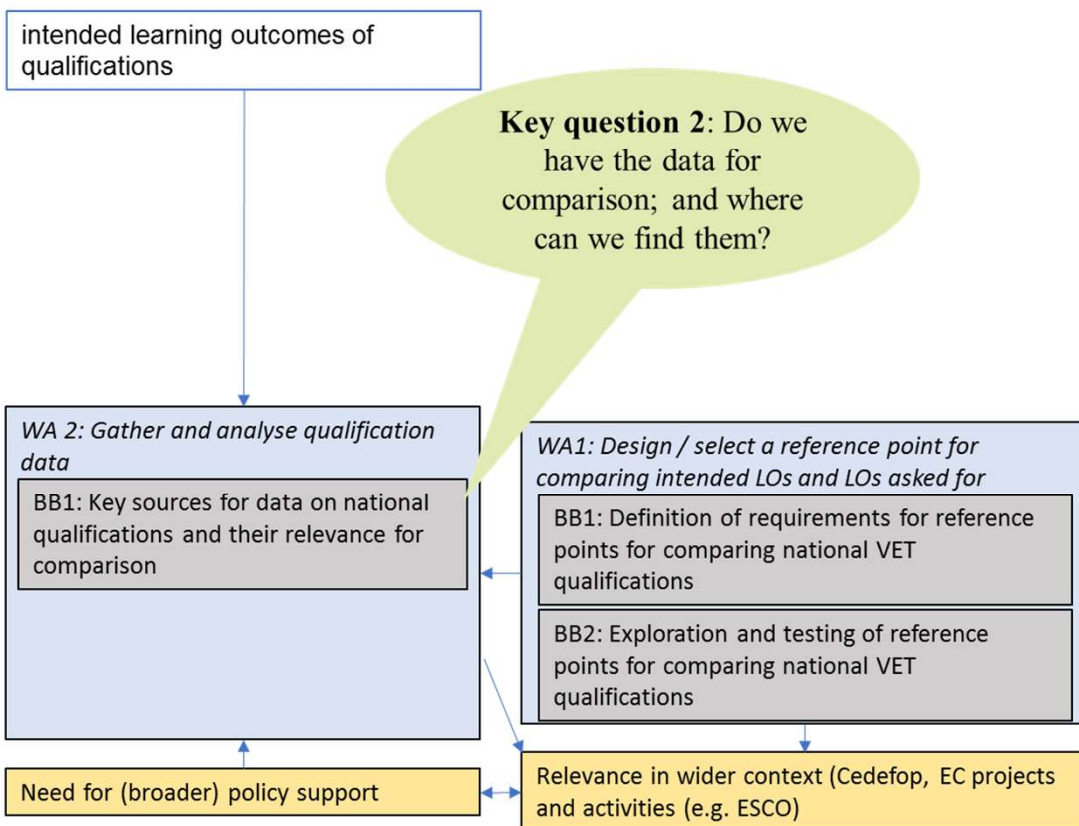 intended learning outcomes of
qualifications
Key question 2: Do we
have the data for
comparison; and where
can we find them?
WA 2: Gather and analyse qualification
data
BB1: Key sources for data on national
qualifications and their relevance for
comparison
WA1: Design / select a reference point for
comparing intended LOs and LOs asked for
BB1: Definition of requirements for reference
points for comparing national VET
qualifications
BB2: Exploration and testing of reference
points for comparing national VET
qualifications
Need for (broader) policy support
Relevance in wider context (Cedefop, EC projects
and activities (e.g. ESCO)